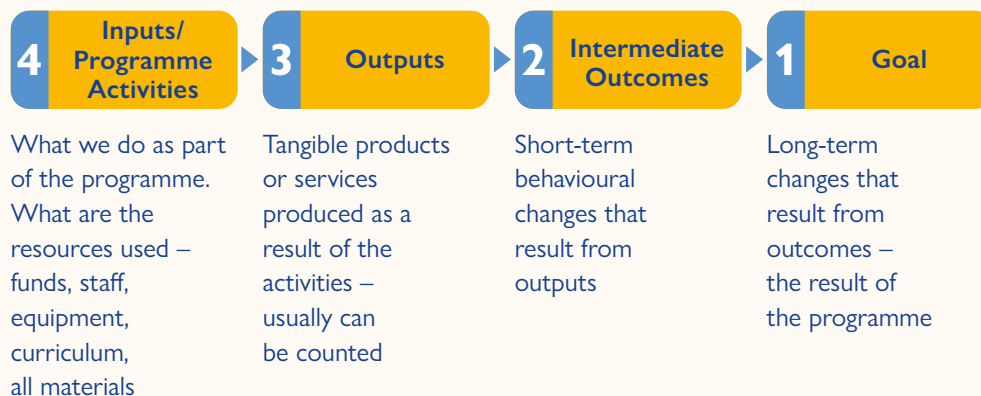 4
Inputs/
Programme
Activities
3
Outputs
2
Intermediate
Outcomes
1
Goal
What we do as part
of the programme.
What are the
resources used –
funds, staff,
equipment,
curriculum,
all materials
Tangible products
or services
produced as a
result of the
activities –
usually can
be counted
Short-term
behavioural
changes that
result from
outputs
Long-term
changes that
result from
outcomes –
the result of
the programme